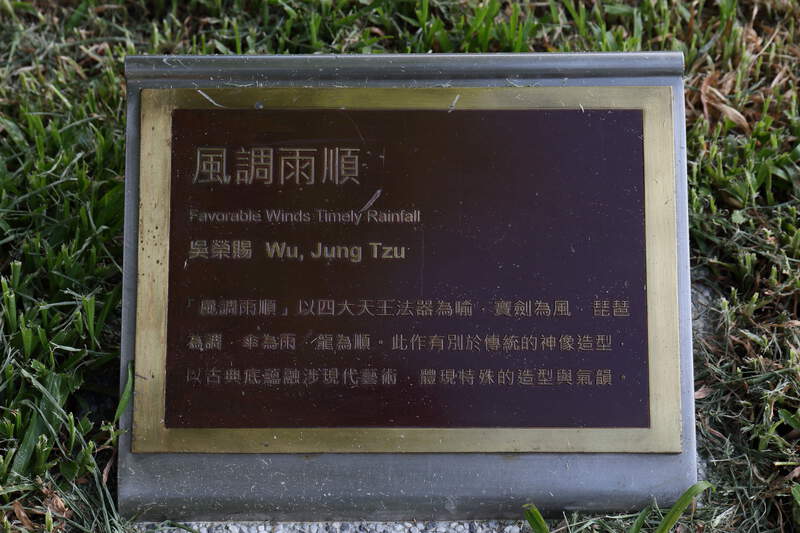 風調雨順
Favorable Winds Timely Rainfall
吳榮賜 Wu, Jung Tzu
「風調雨順」以四大天王法器為喻，寶劍為風，琵琶
為調，傘為雨，龍為順。此作有別於傳統的神像造型，
以古典底蘊融涉現代藝術，體現特殊的造型與氣韻。